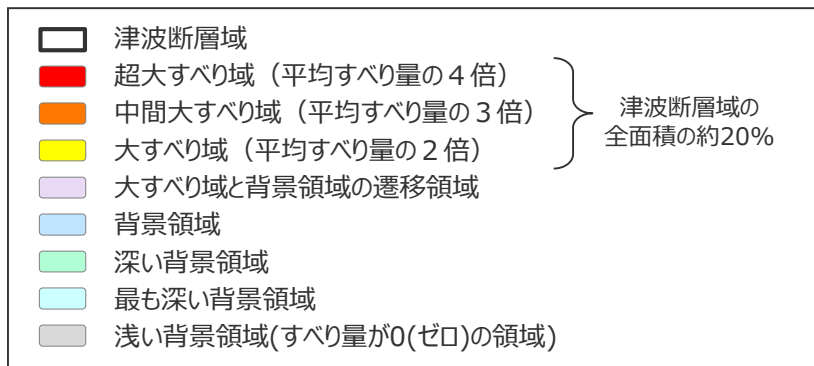 津波断層域
超大すべり域（平均すべり量の４倍）
中間大すべり域（平均すべり量の３倍）
大すべり域（平均すべり量の２倍）
津波断層域の
全面積の約20%
大すべり域と背景領域の遷移領域
背景領域
深い背景領域
最も深い背景領域
浅い背景領域(すべり量が0(ゼロ)の領域)